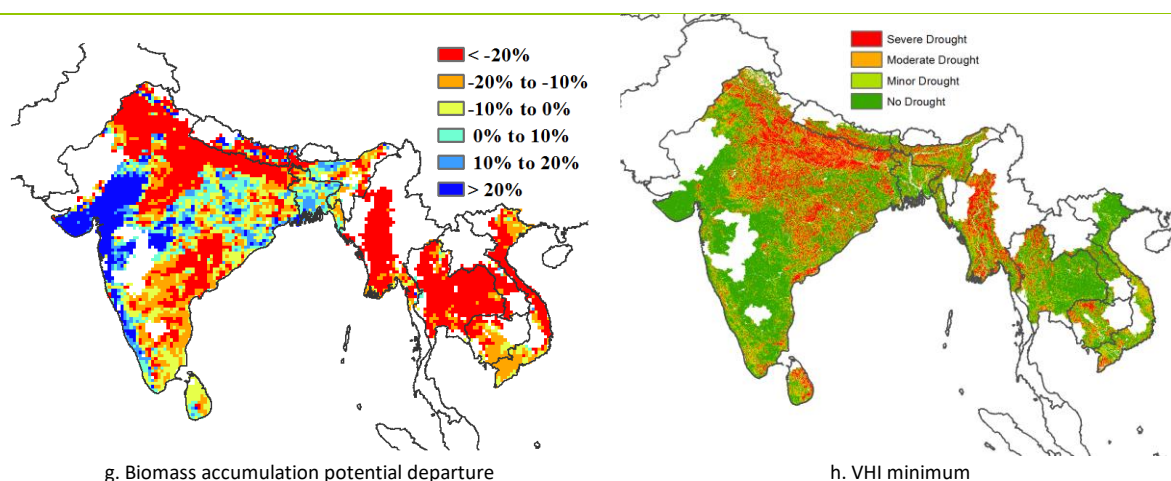 < -20%
-20% to -10%
-10% to 0%
0% to 10%
10% to 20%
> 20%
Severe Drought
Moderate Drought
Minor Drought
No Drought
g. Biomass accumulation potential departure
h. VHI minimum